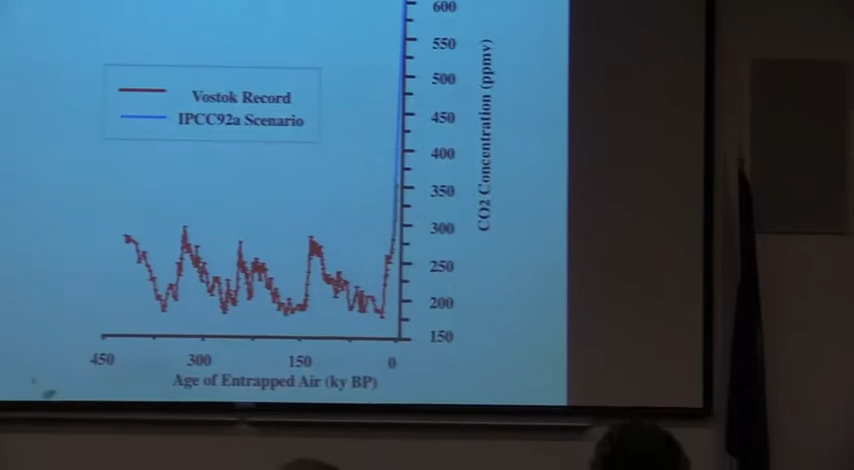 600
550
500
450
400
350
300
250
200
150
CO2 Concentration (ppmv)
Vostok Record
IPCC92a Scenario
450 300 150 0
Age of Entrapped Air (ky BP)